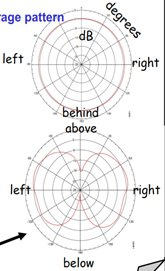 rage pattern
degrees
dB
left
right
behind
above
left
right
below